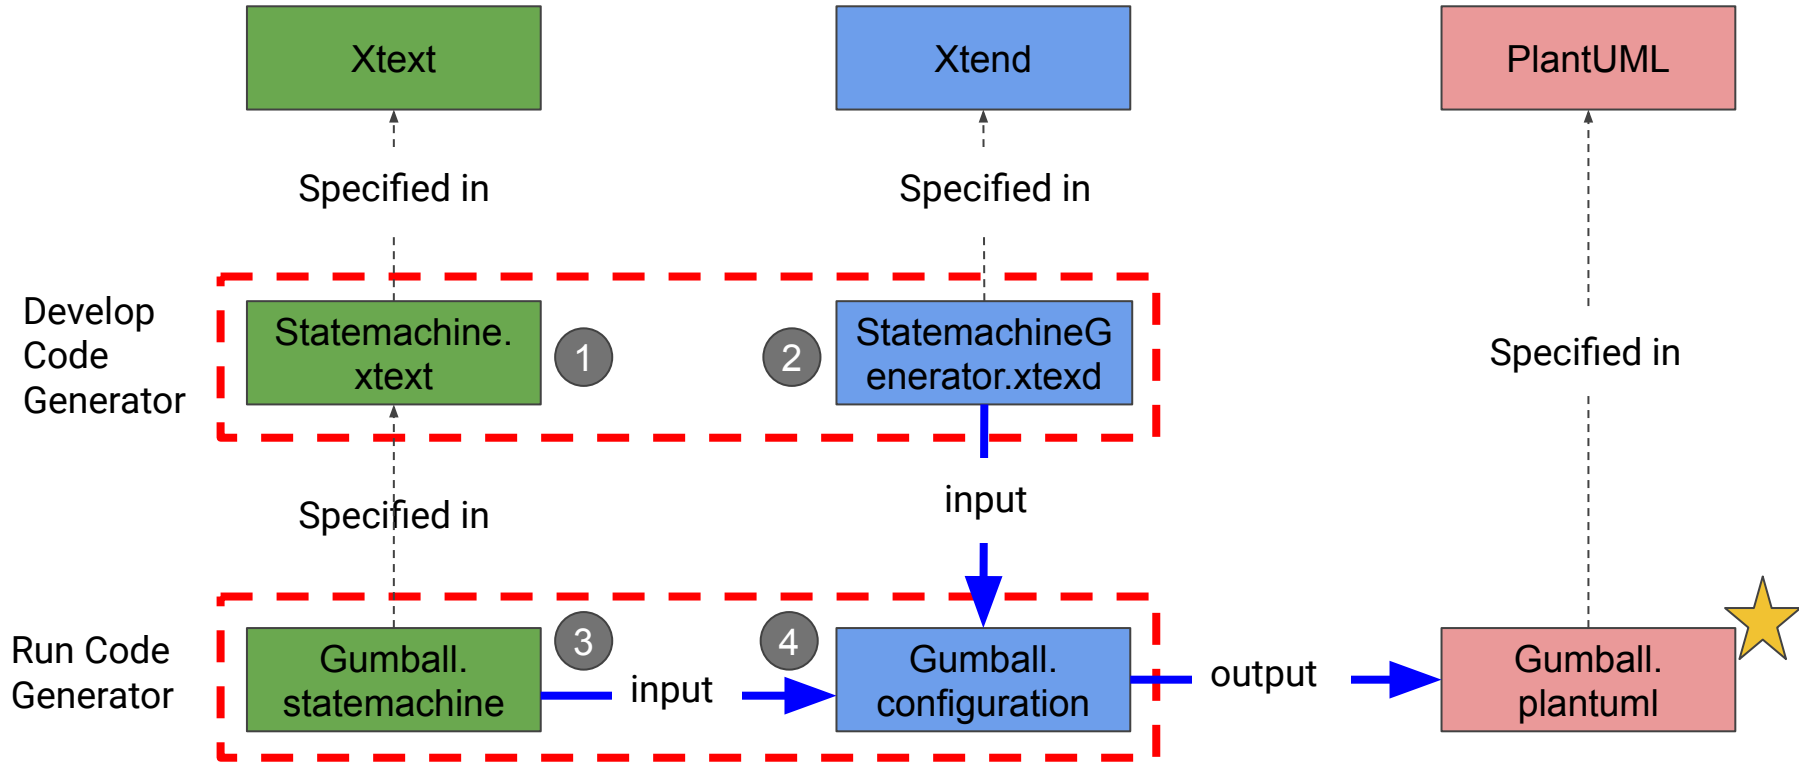 Xtext
Xtend
PlantUML
Specified in
Specified in
Develop
Code
Generator
Statemachine.
xtext
1
2
StatemachineG
enerator.xtexd
Specified in
Specified in
input
Run Code
Generator
Gumball.
statemachine
3
input
4
Gumball.
configuration
output
Gumball.
plantuml